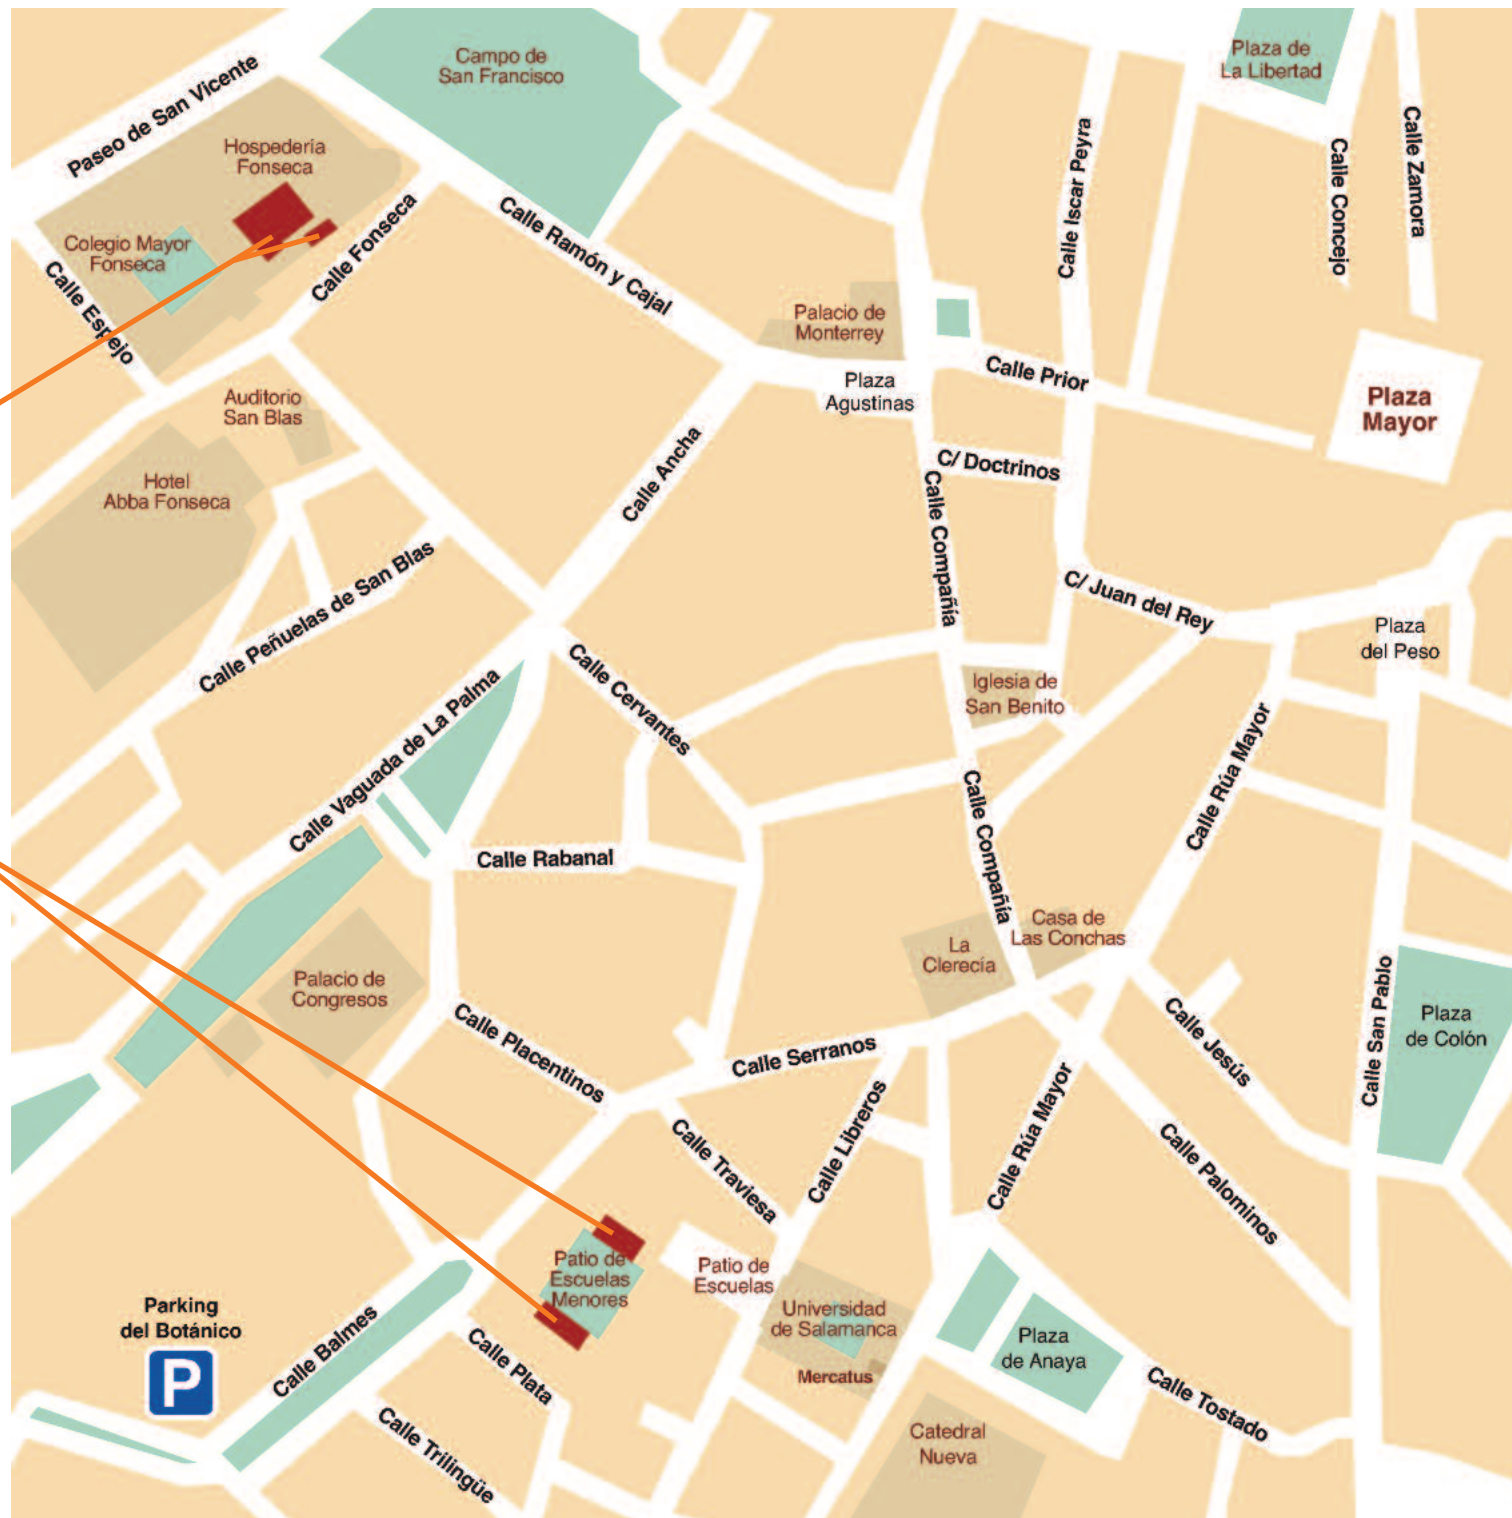 Campo de
San Francisco
Plaza de
La Libertad
Paseo de San Vicente
Hospedería
Fonseca
Calle Zamora
Calle Concejo
Calle Iscar Peyra
Colegio Mayor
Fonseca
Calle Fonseca
Calle Ramón y Cajal
Calle Espejo
Palacio de
Monterrey
Calle Prior
Plaza
Agustinas
Plaza
Mayor
Auditorio
San Blas
Calle Ancha
C/ Doctrinos
Hotel
Abba Fonseca
Calle Compañía
Calle Peñuelas de San Blas
C/ Juan del Rey
Plaza
del Peso
Calle Cervantes
Iglesia de
San Benito
Calle Vaguada de La Palma
Calle Rúa Mayor
Calle Compañía
Calle Rabanal
Casa de
Las Conchas
La
Clerecía
Palacio de
Congresos
Calle San Pablo
Plaza
de Colón
Calle Placentinos
Calle Serranos
Calle Jesús
Calle Libreros
Calle Rúa Mayor
Calle Traviesa
Calle Palominos
Patio de
Escuelas
Menores
Patio de
Escuelas
Universidad
de Salamanca
Mercatus
Plaza
de Anaya
Parking
del Botánico
P
Calle Balmes
Calle Plata
Calle Tostado
Calle Trilingüe
Catedral
Nueva